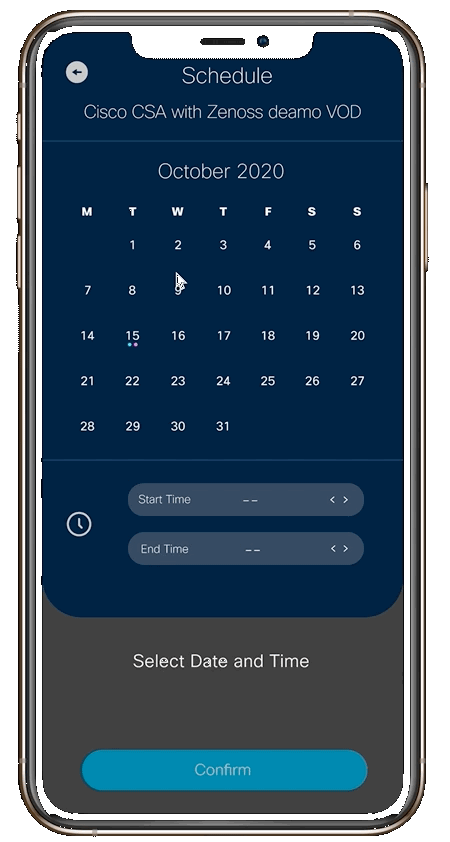 Schedule
Cisco CSA with Zenoss deamo VOD
October 2020
M T W T F S S
1 2 3 4 5 6
7 8 9 10 11 12 13
14 15 16 17 18 19 20
21 22 23 24 25 26 27
28 29 30 31
Start Time -- < >
End Time -- < >
Select Date and Time
Confirm